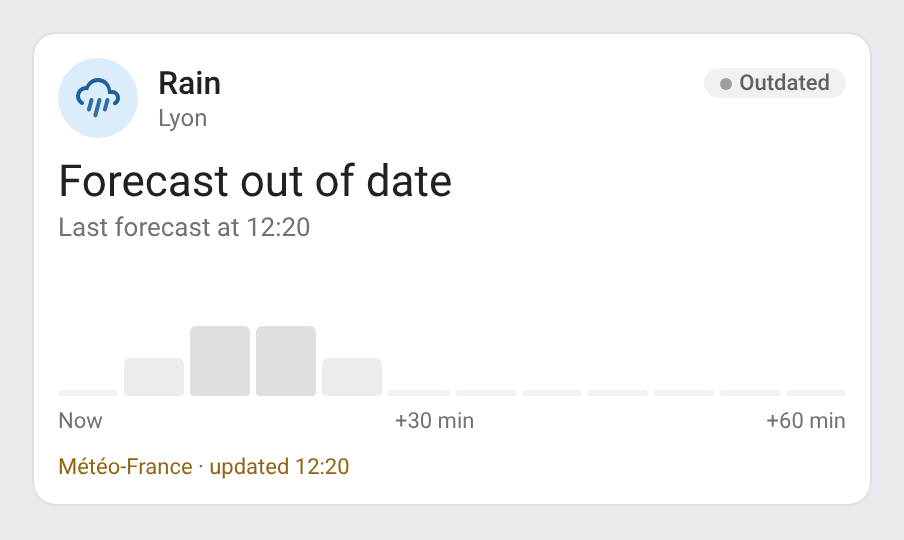 Rain
Lyon
Outdated
Forecast out of date
Last forecast at 12:20
Now
+30 min
+60 min
Météo-France · updated 12:20